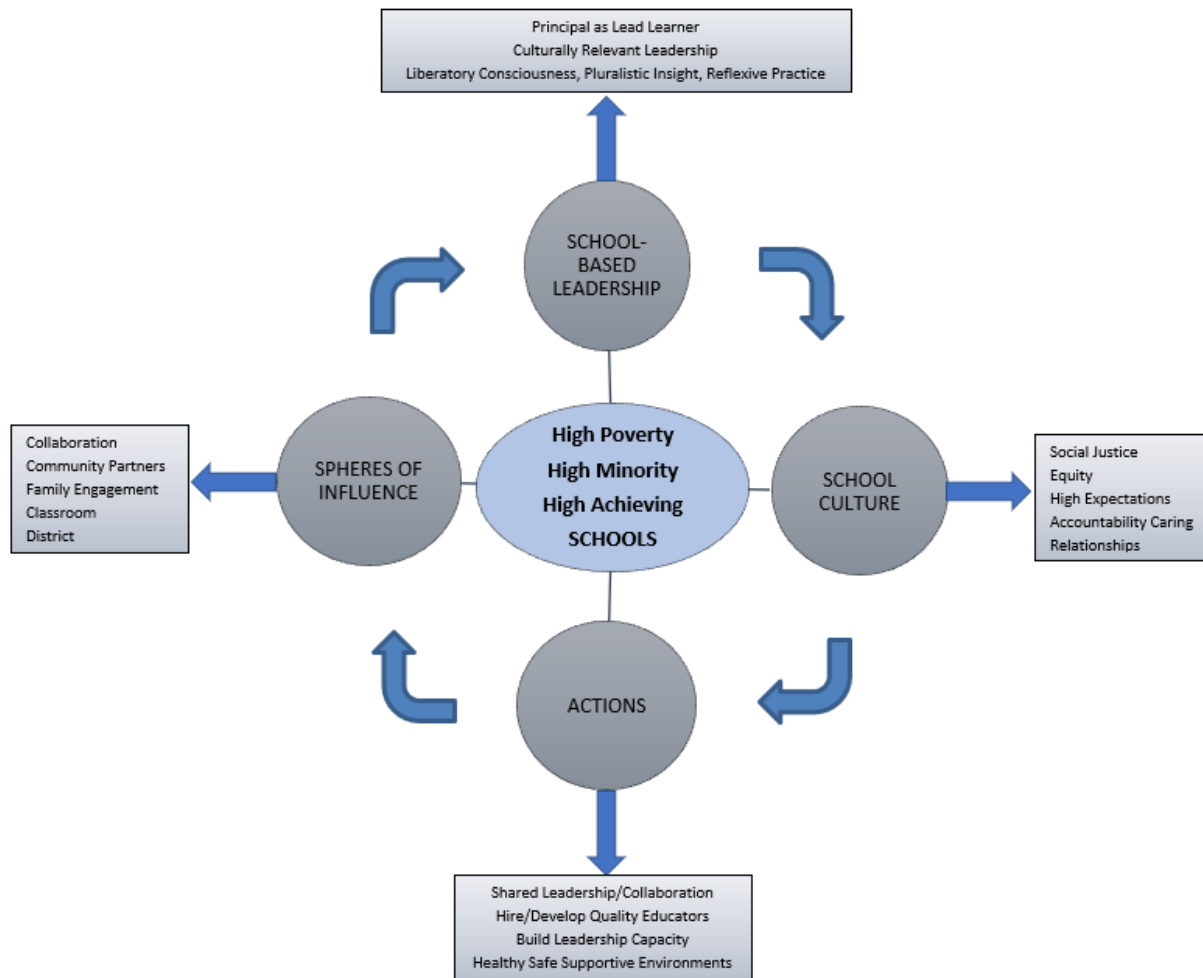 Principal as Lead Learner
Culturally Relevant Leadership
Liberatory Consciousness, Pluralistic Insight, Reflexive Practice
SCHOOL-
BASED
LEADERSHIP
Collaboration
Community Partners
Family Engagement
Classroom
District
SPHERES OF
INFLUENCE
High Poverty
High Minority
High Achieving
SCHOOLS
SCHOOL
CULTURE
Social Justice
Equity
High Expectations
Accountability Caring
Relationships
ACTIONS
Shared Leadership/Collaboration
Hire/Develop Quality Educators
Build Leadership Capacity
Healthy Safe Supportive Environments